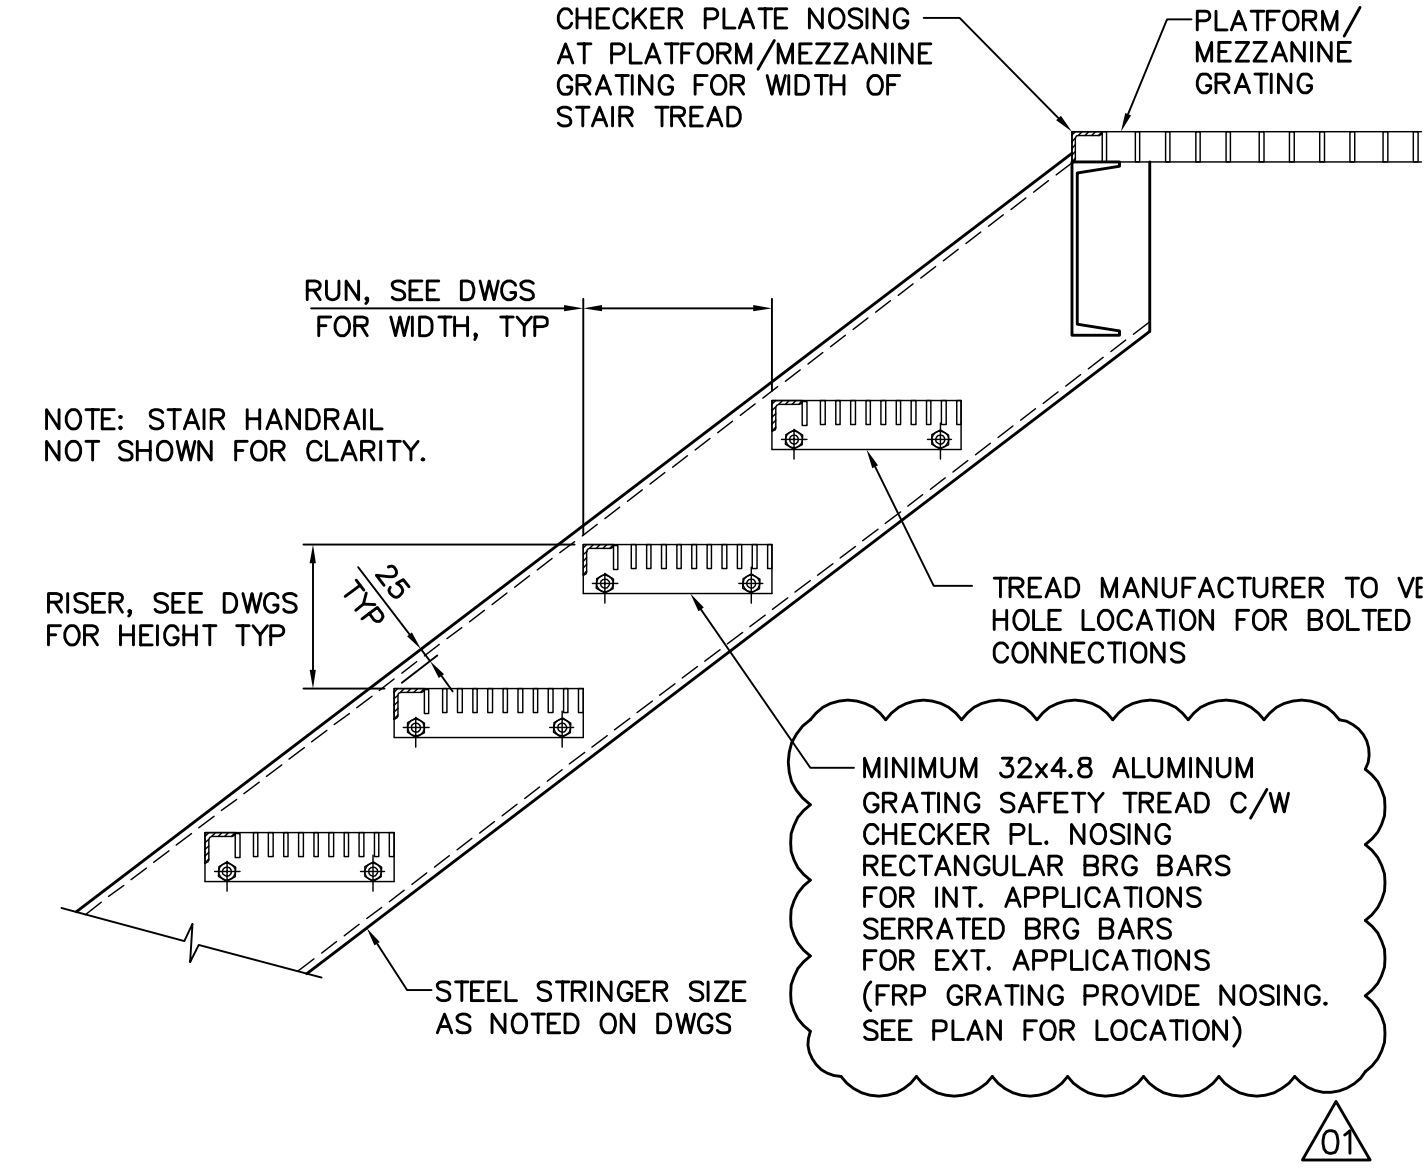 CHECKER PLATE NOSING
AT PLATFORM/MEZZANINE
GRATING FOR WIDTH OF
STAIR TREAD
PLATFORM/
MEZZANINE
GRATING
RUN, SEE DWGS
FOR WIDTH, TYP
NOTE: STAIR HANDRAIL
NOT SHOWN FOR CLARITY.
RISER, SEE DWGS
FOR HEIGHT TYP
25
TYP
TREAD MANUFACTURER TO
HOLE LOCATION FOR BOLTED
CONNECTIONS
MINIMUM 32x4.8 ALUMINUM
GRATING SAFETY TREAD C/W
CHECKER PL. NOSING
RECTANGULAR BRG BARS
FOR INT. APPLICATIONS
SERRATED BRG BARS
FOR EXT. APPLICATIONS
(FRP GRATING PROVIDE NOSING.
SEE PLAN FOR LOCATION)
STEEL STRINGER SIZE
AS NOTED ON DWGS
01